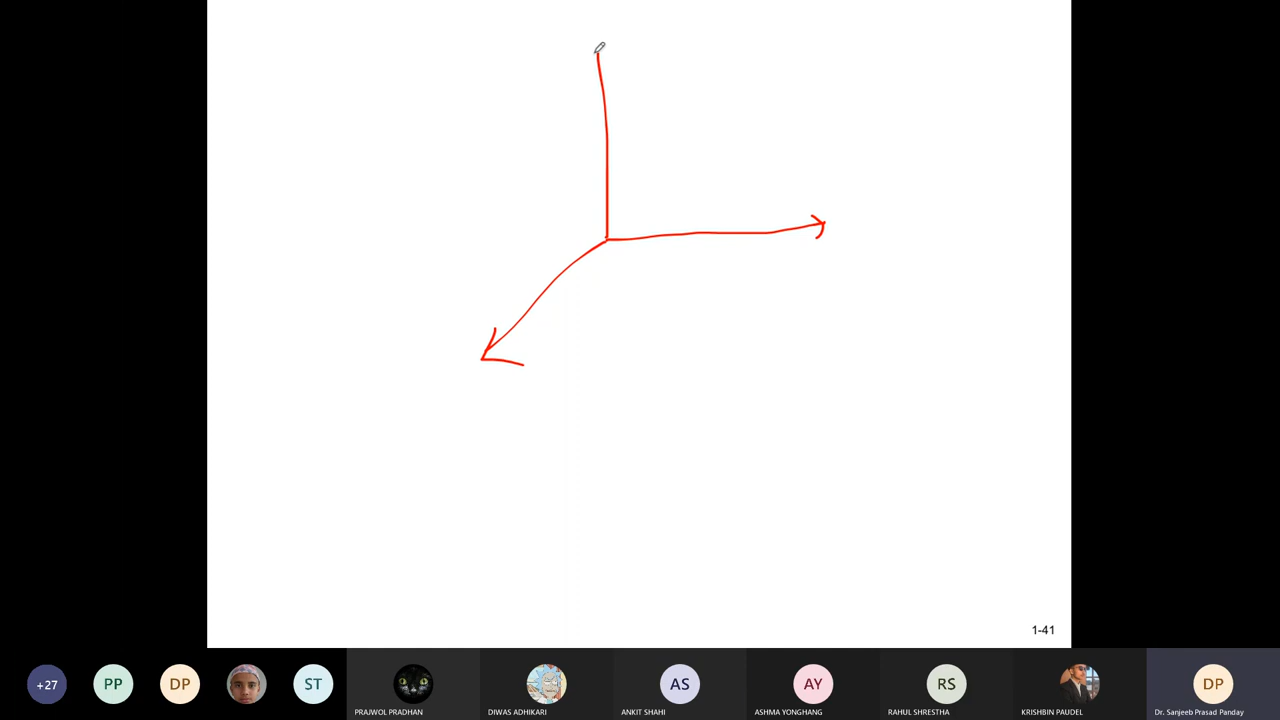 1-41
+27
PP
DP
ST
AS
AY
RS
DP
PRAJWOL PRADHAN
DIWAS ADHIKARI
ANKIT SHAHI
ASHMA YONGHANG
RAHUL SHRESTHA
KRISHBIN PAUDEL
Dr. Sanjeeb Prasad Panday